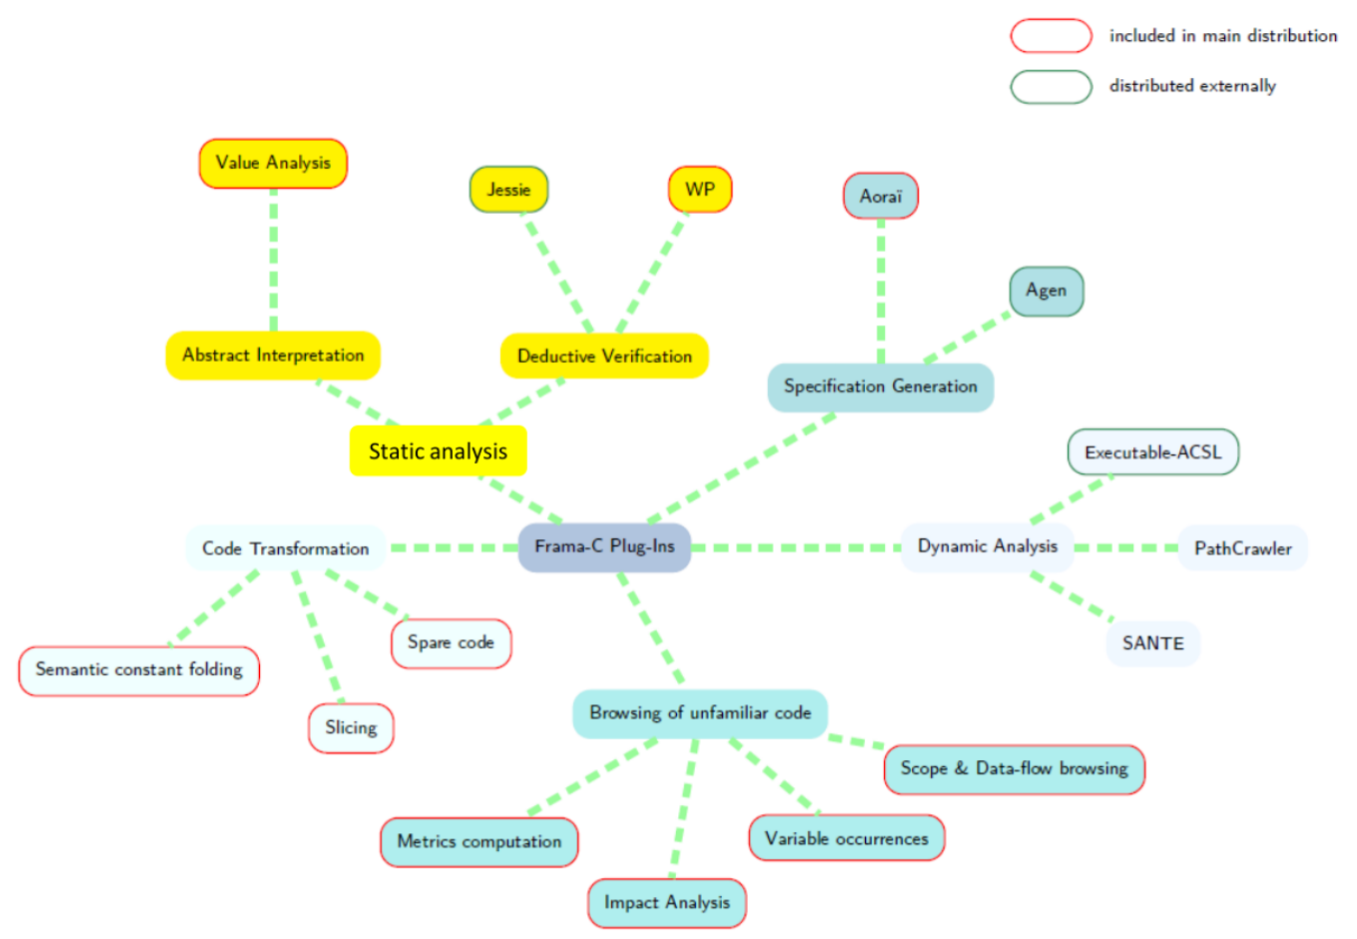 included in main distribution
distributed externally
Value Analysis
Jessie
WP
Aoraï
Agen
Abstract Interpretation
Deductive Verification
Specification Generation
Static analysis
Executable-ACSL
Code Transformation
Frama-C Plug-Ins
Dynamic Analysis
PathCrawler
Spare code
SANTE
Semantic constant folding
Slicing
Browsing of unfamiliar code
Scope & Data-flow browsing
Metrics computation
Variable occurrences
Impact Analysis